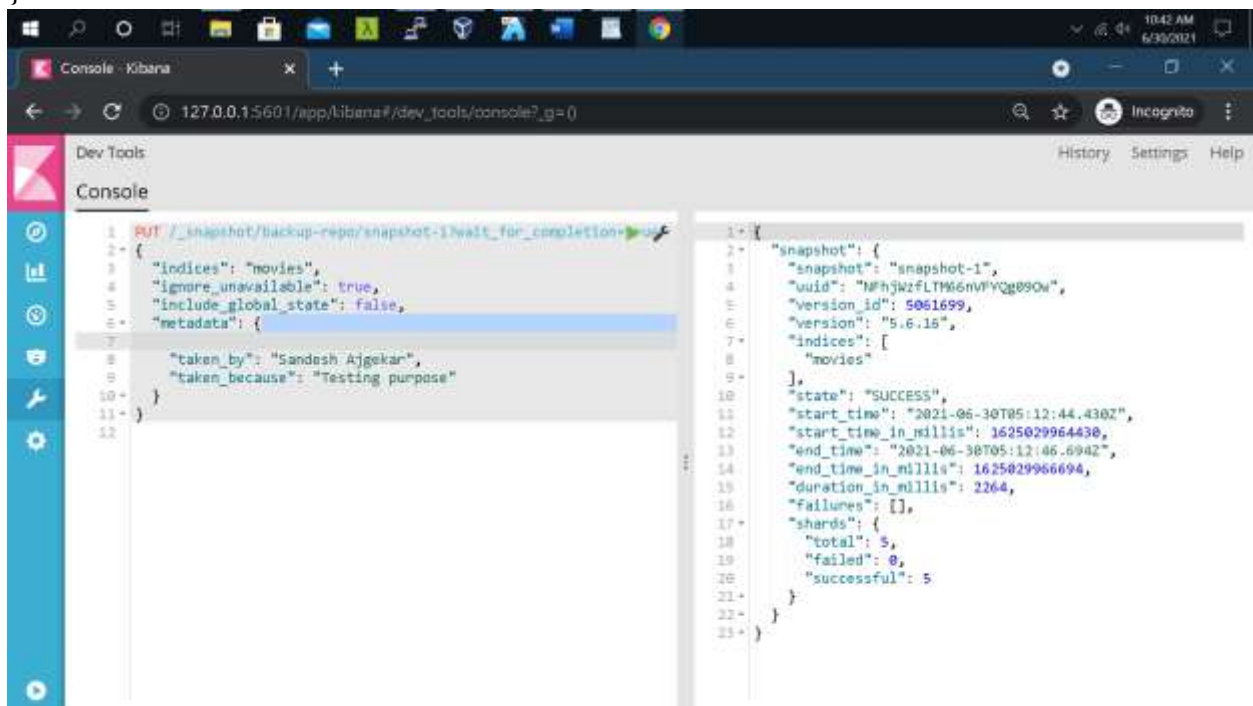 10:42 AM
6/30/2021
Console - Kibana
127.0.0.1:5601/app/kibana#/dev_tools/console?_g=()
Incognito
Dev Tools
History Settings Help
Console
1 PUT /_snapshot/backup-repo/snapshot-1?wait_for_completion=
2 {
3 "indices": "movies",
4 "ignore_unavailable": true,
5 "include_global_state": false,
6 "metadata": {
7
8 "taken_by": "Sandesh Ajgekar",
9 "taken_because": "Testing purpose"
10 }
11 }
12
1 {
2 "snapshot": {
3 "snapshot": "snapshot-1",
4 "uuid":
5 "version_id": 5061699,
6 "version": "5.6.16",
7 "indices": [
8 "movies"
9 ],
10 "state": "SUCCESS",
11 "start_time": "2021-06-30T05:12:44.430Z",
12 "start_time_in_millis": 1625029964430,
13 "end_time": "2021-06-30T05:12:46.694Z",
14 "end_time_in_millis": 1625029966694,
15 "duration_in_millis": 2264,
16 "failures": [],
17 "shards": {
18 "total": 5,
19 "failed": 0,
20 "successful": 5
21 }
22 }
23 }